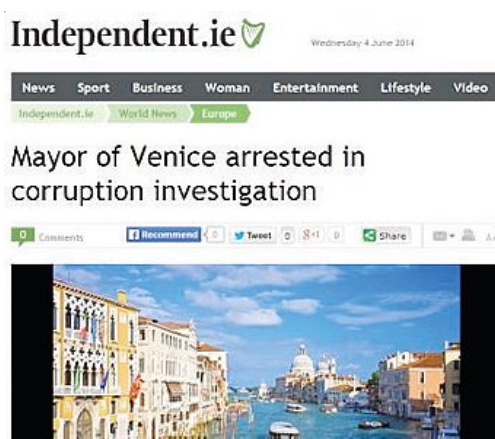 Independent.ie
Wednesday 4 June 2014
News Sport Business Woman Entertainment Lifestyle Video
Independent.ie World News Europe
Mayor of Venice arrested in
corruption investigation
0 Comments Recommend 0 Tweet 0 g+1 0 Share